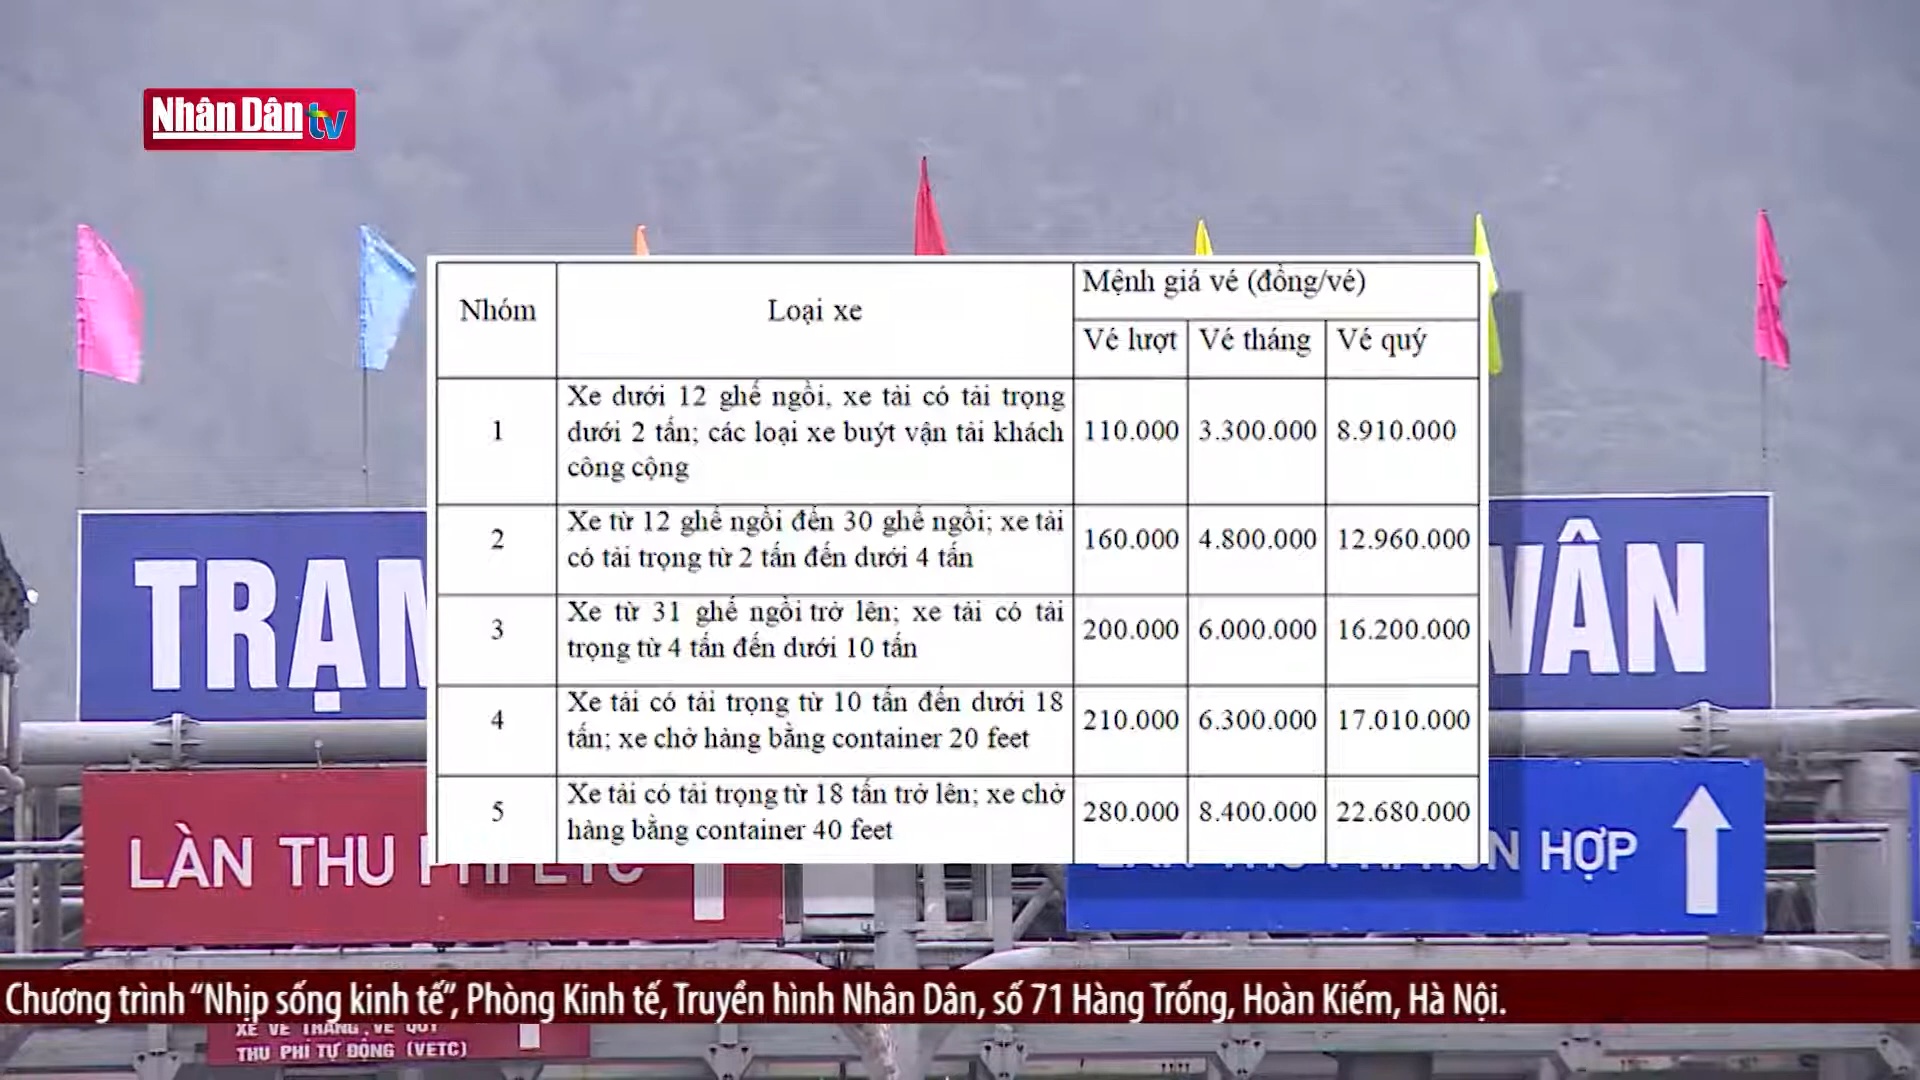 Nhân Dân tv
Nhóm
Loại xe
Mệnh giá vé (đồng/vé)
Vé lượt
Vé tháng
Vé quý
1
Xe dưới 12 ghế ngồi, xe tải có tải trọng
dưới 2 tấn; các loại xe buýt vận tải khách
công cộng
110.000
3.300.000
8.910.000
2
Xe từ 12 ghế ngồi đến 30 ghế ngồi; xe tải
có tải trọng từ 2 tấn đến dưới 4 tấn
160.000
4.800.000
12.960.000
3
Xe từ 31 ghế ngồi trở lên; xe tải có tải
trọng từ 4 tấn đến dưới 10 tấn
200.000
6.000.000
16.200.000
4
Xe tải có tải trọng từ 10 tấn đến dưới 18
tấn; xe chở hàng bằng container 20 feet
210.000
6.300.000
17.010.000
5
Xe tải có tải trọng từ 18 tấn trở lên; xe chở
hàng bằng container 40 feet
280.000
8.400.000
22.680.000
TRẠM VÂN
LÀN THU PHÍ ETC
HỢP
Chương trình “Nhịp sống kinh tế”, Phòng Kinh tế, Truyền hình Nhân Dân, số 71 Hàng Trống, Hoàn Kiếm, Hà Nội.
XE VÉ THÁNG, VÉ QUÝ
THU PHÍ TỰ ĐỘNG (VETC)